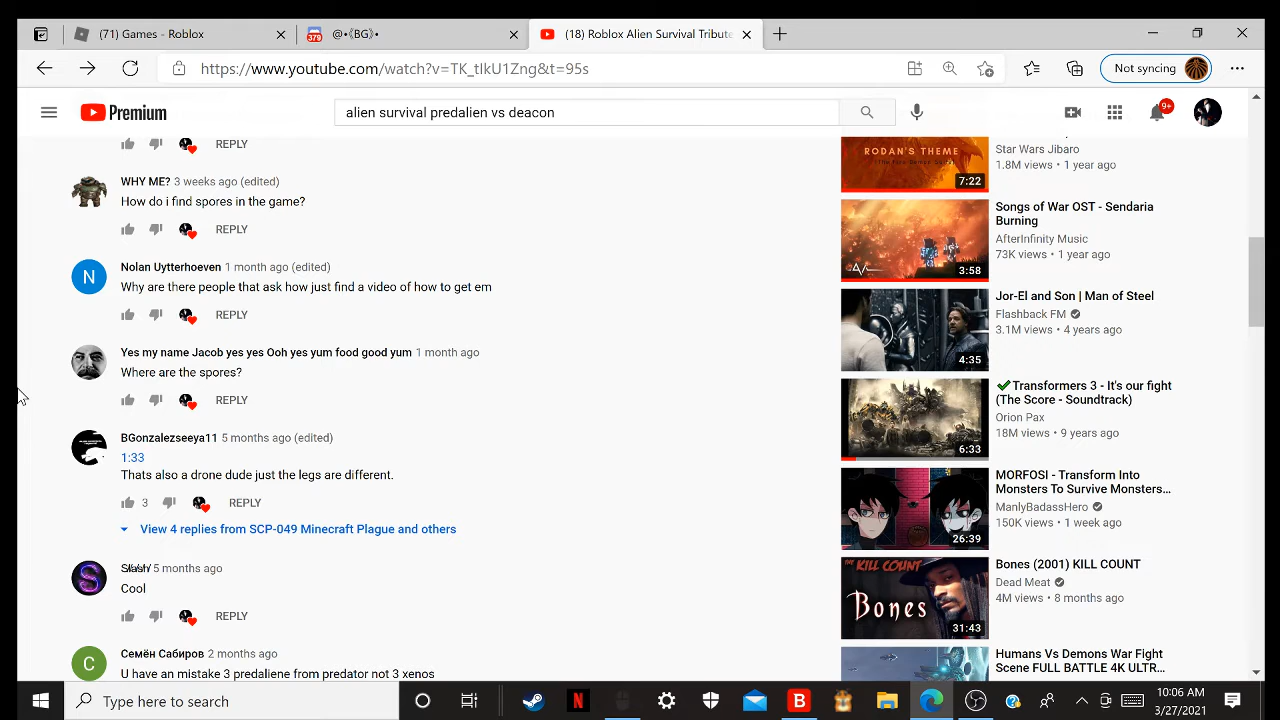 (71) Games - Roblox
379
@•《BG》•
(18) Roblox Alien Survival Tribute
https://www.youtube.com/watch?v=TK_tIkU1Zng&t=95s
Not syncing
Premium
alien survival predalien vs deacon
9+
REPLY
WHY ME? 3 weeks ago (edited)
How do i find spores in the game?
REPLY
Nolan Uytterhoeven 1 month ago (edited)
Why are there people that ask how just find a video of how to get em
REPLY
Yes my name Jacob yes yes Ooh yes yum food good yum 1 month ago
Where are the spores?
REPLY
BGonzalezseeya11 5 months ago (edited)
1:33
Thats also a drone dude just the legs are different.
3 REPLY
View 4 replies from SCP-049 Minecraft Plague and others
5 months ago
Cool
REPLY
C
Семён Сабиров 2 months ago
U have an mistake 3 predaliene from predator not 3 xenos
RODAN'S THEME
7:22
Star Wars Jibaro
1.8M views • 1 year ago
3:58
Songs of War OST - Sendaria
Burning
AfterInfinity Music
73K views • 1 year ago
4:35
Jor-El and Son | Man of Steel
Flashback FM
3.1M views • 4 years ago
6:33
✔Transformers 3 - It's our fight
(The Score - Soundtrack)
Orion Pax
18M views • 9 years ago
26:39
MORFOSI - Transform Into
Monsters To Survive Monsters...
ManlyBadassHero
150K views • 1 week ago
THE KILL COUNT
Bones
31:43
Bones (2001) KILL COUNT
Dead Meat
4M views • 8 months ago
Humans Vs Demons War Fight
Scene FULL BATTLE 4K ULTR...
Type here to search
10:06 AM
3/27/2021